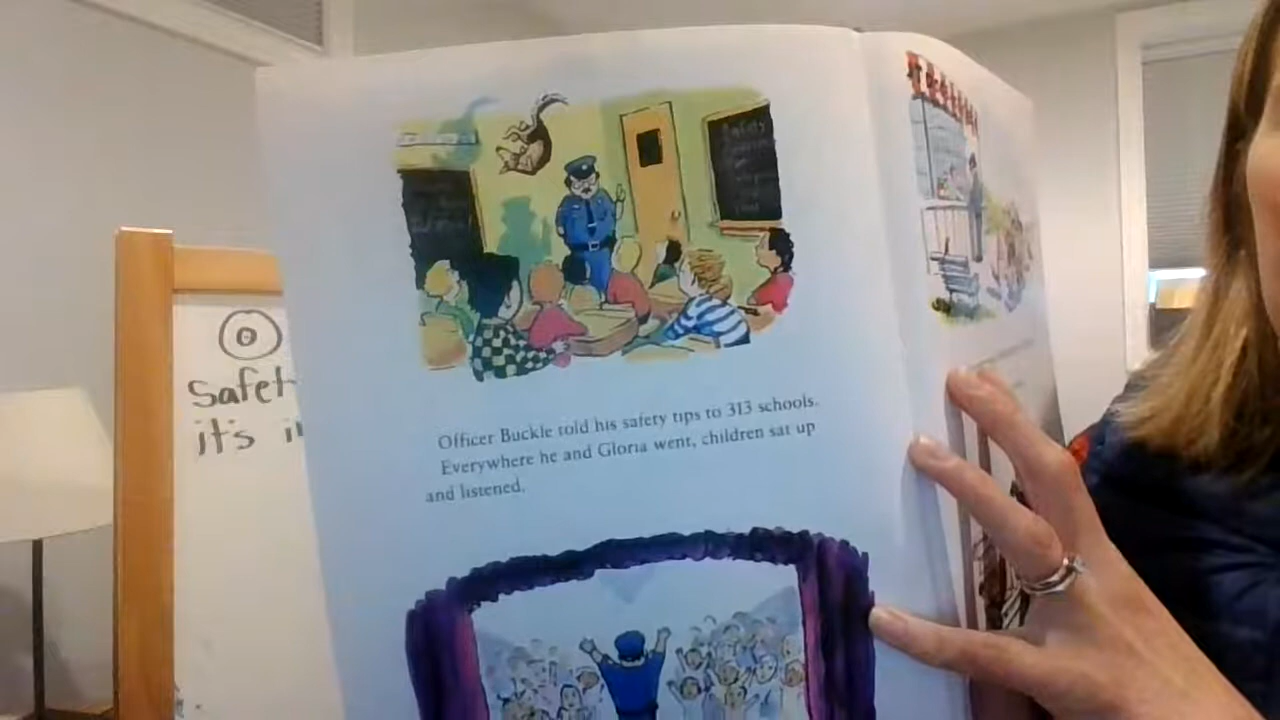 Safety
Officer Buckle told his safety tips to 313 schools.
Everywhere he and Gloria went, children sat up
and listened.
Safet
it's i